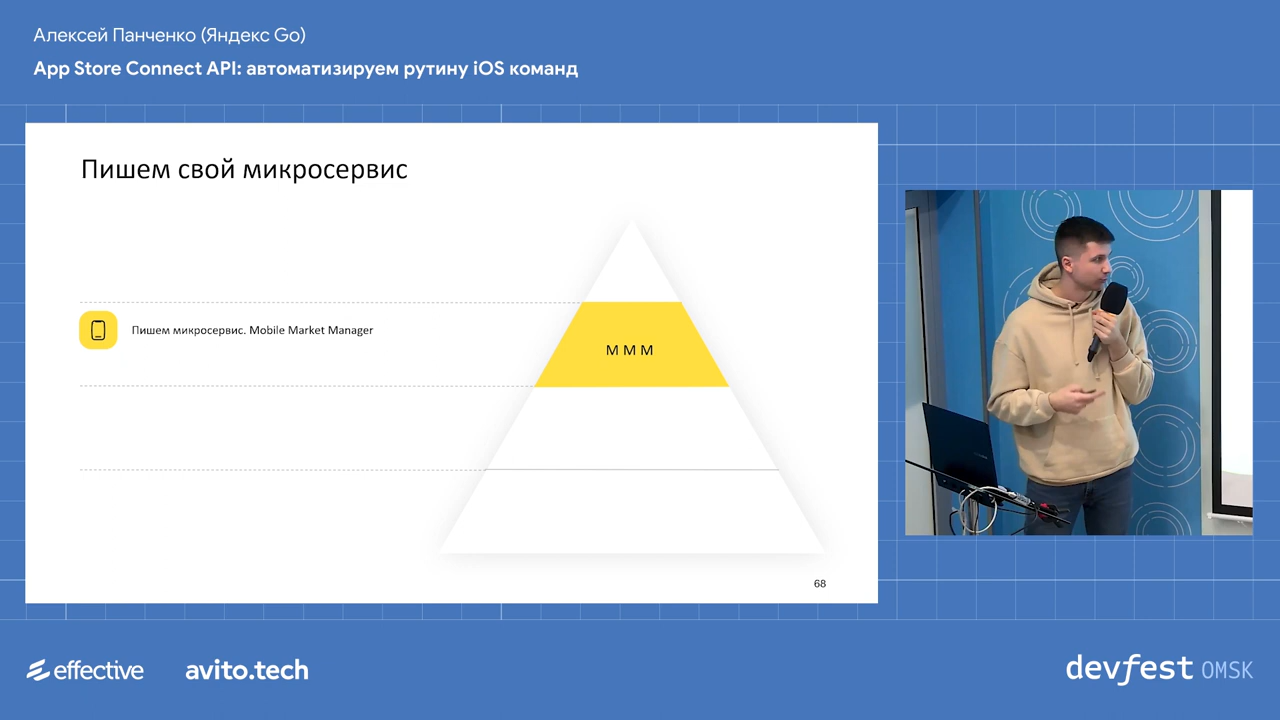 Алексей Панченко (Яндекс Go)
App Store Connect API: автоматизируем рутину iOS команд
Пишем свой микросервис
Пишем микросервис. Mobile Market Manager
М М М
68
effective
avito.tech
devfest OMSK